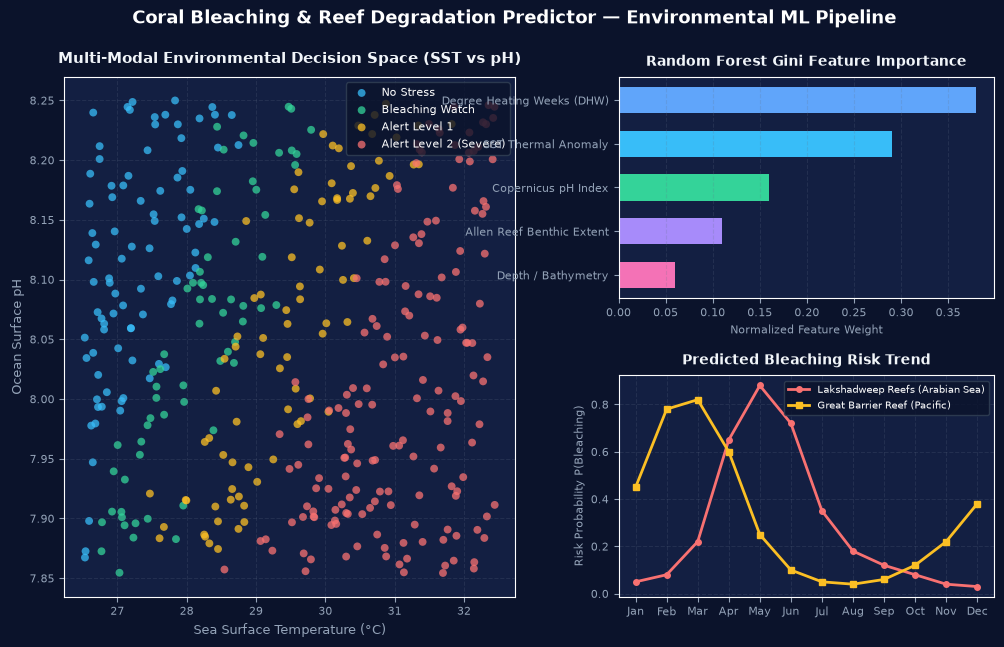 Coral Bleaching & Reef Degradation Predictor — Environmental ML Pipeline
Multi-Modal Environmental Decision Space (SST vs pH)
No Stress
Bleaching Watch
Alert Level 1
Alert Level 2 (Severe)
8.25
8.20
8.15
8.10
8.05
8.00
7.95
7.90
7.85
Ocean Surface pH
27 28 29 30 31 32
Sea Surface Temperature (°C)
Random Forest Gini Feature Importance
Degree Heating Weeks (DHW)
Thermal Anomaly
Copernicus pH Index
Allen Reef Benthic Extent
Depth / Bathymetry
0.00 0.05 0.10 0.15 0.20 0.25 0.30 0.35
Normalized Feature Weight
Predicted Bleaching Risk Trend
Lakshadweep Reefs (Arabian Sea)
Great Barrier Reef (Pacific)
0.8
0.6
0.4
0.2
0.0
Risk Probability P(Bleaching)
Jan Feb Mar Apr May Jun Jul Aug Sep Oct Nov Dec